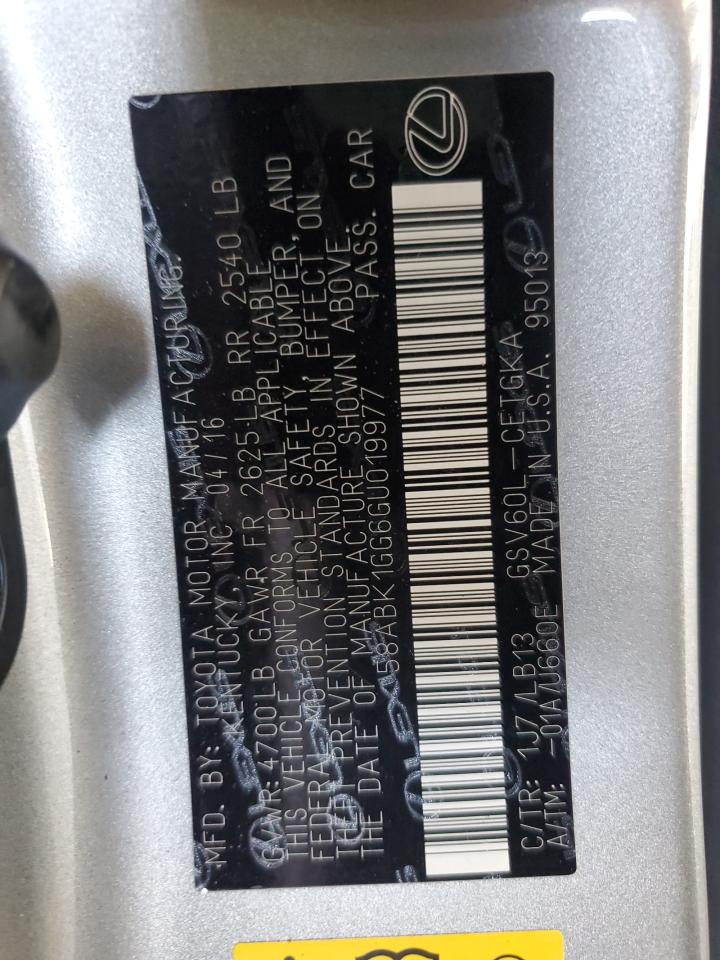 MFD. BY: TOYOTA MOTOR MANUFACTURING,
KENTUCKY, INC 04/16
GVWR: 4700 LB GAWR FR 2625 LB RR 2540 LB
THIS VEHICLE CONFORMS TO ALL APPLICABLE
FEDERAL MOTOR VEHICLE SAFETY, BUMPER, AND
THEFT PREVENTION STANDARDS IN EFFECT ON
THE DATE OF MANUFACTURE SHOWN ABOVE.
58ABK1GG6GU019977 PASS. CAR
C/TR: 1J7/LB13 GSV60L-CETGKA
A/TM: -01A/U660E MADE IN U.S.A. 95013